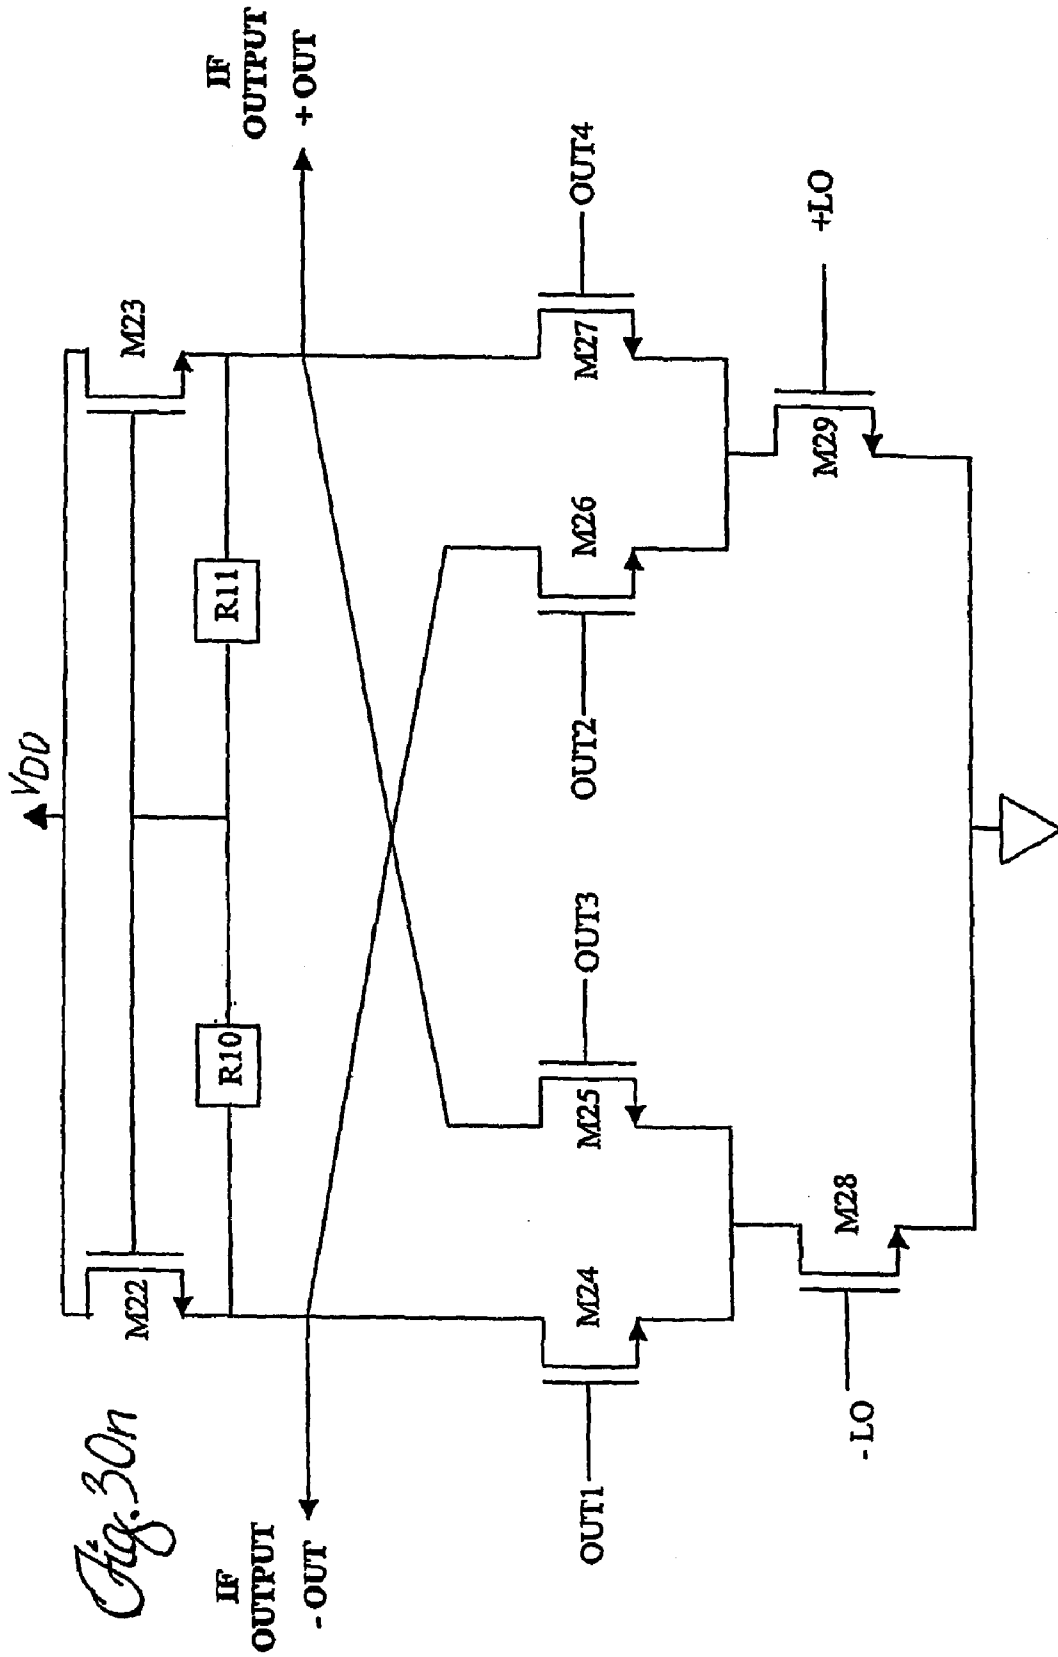 Fig. 30n
VDD
IF
OUTPUT
- OUT
IF
OUTPUT
+ OUT
M22
M23
R10
R11
M24
M25
M26
M27
OUT1
OUT3
OUT2
OUT4
M28
M29
- LO
+LO